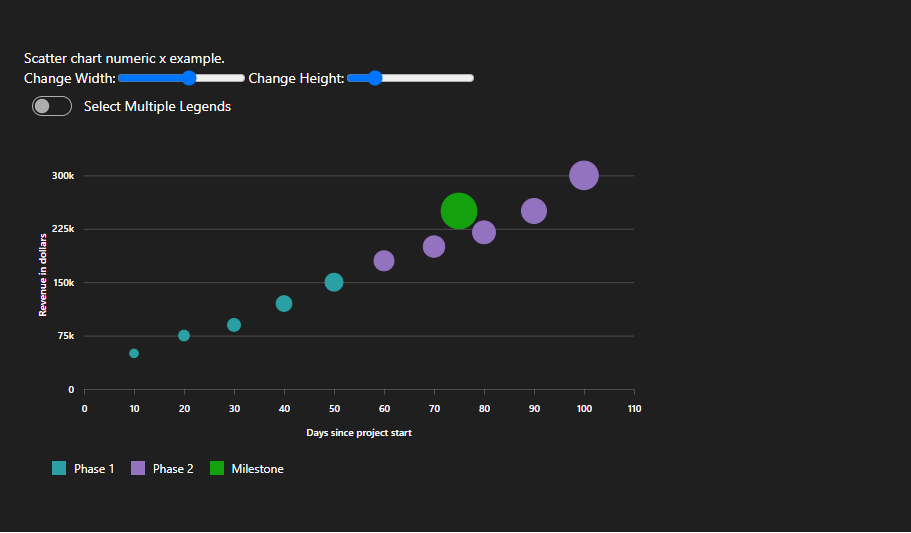 Scatter chart numeric x example.
Change Width: Change Height:
Select Multiple Legends
300k
225k
150k
75k
0
Revenue in dollars
0 10 20 30 40 50 60 70 80 90 100 110
Days since project start
Phase 1 Phase 2 Milestone